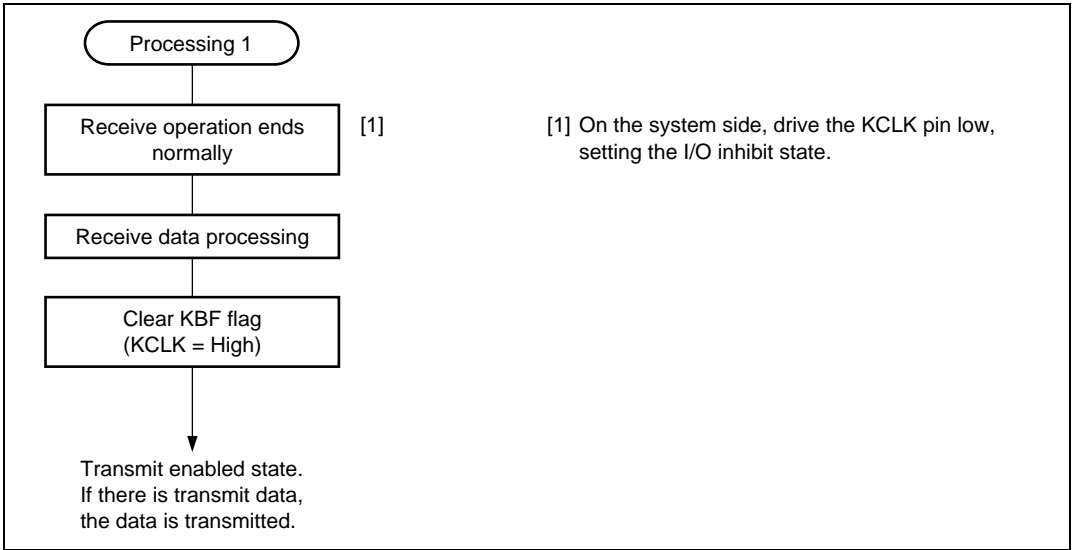 Processing 1
Receive operation ends
normally
[1]
[1] On the system side, drive the KCLK pin low,
setting the I/O inhibit state.
Receive data processing
Clear KBF flag
(KCLK = High)
Transmit enabled state.
If there is transmit data,
the data is transmitted.